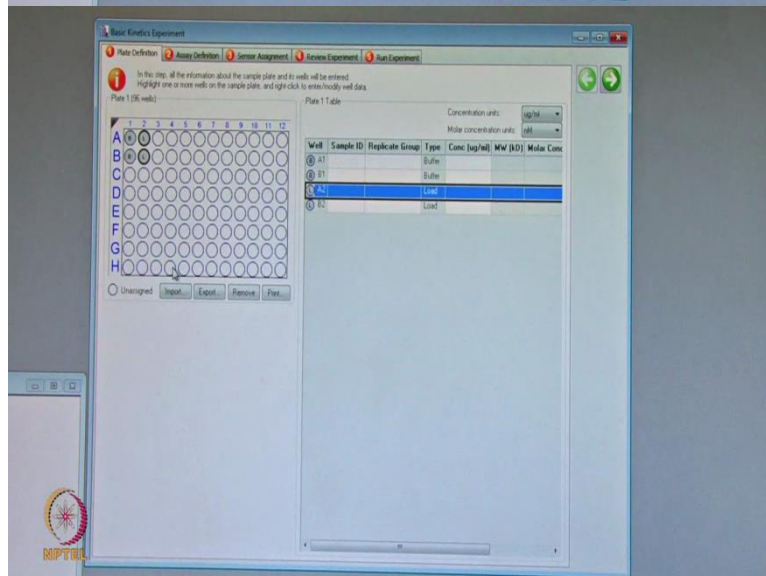 Basic Kinetics Experiment
1 Plate Definition 2 Assay Definition 3 Sensor Assignment 4 Review Experiment 5 Run Experiment
In this step, all the information about the sample plate and its wells will be entered.
Highlight one or more wells on the sample plate, and right-click to enter/modify well data.
Plate 1 (96 wells)
Plate 1 Table
Concentration units: ug/ml
Molar concentration units: nM
1 2 3 4 5 6 7 8 9 10 11 12
A B L
B B L
C
D
E
F
G
H
Unassigned Import... Export... Remove Print...
Well Sample ID Replicate Group Type Conc (ug/ml) MW (kD) Molar Conc
B A1 Buffer
B B1 Buffer
L A2 Load
L B2 Load
NPTEL